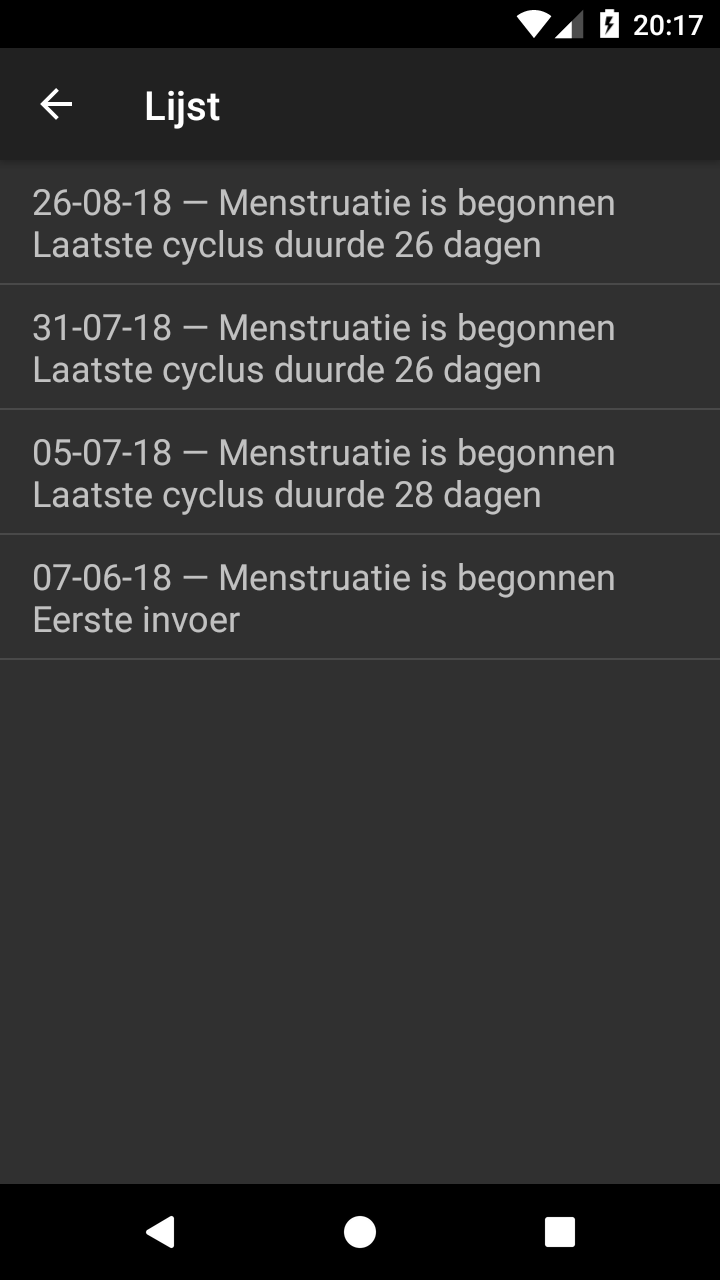 20:17
Lijst
26-08-18 — Menstruatie is begonnen
Laatste cyclus duurde 26 dagen
31-07-18 — Menstruatie is begonnen
Laatste cyclus duurde 26 dagen
05-07-18 — Menstruatie is begonnen
Laatste cyclus duurde 28 dagen
07-06-18 — Menstruatie is begonnen
Eerste invoer